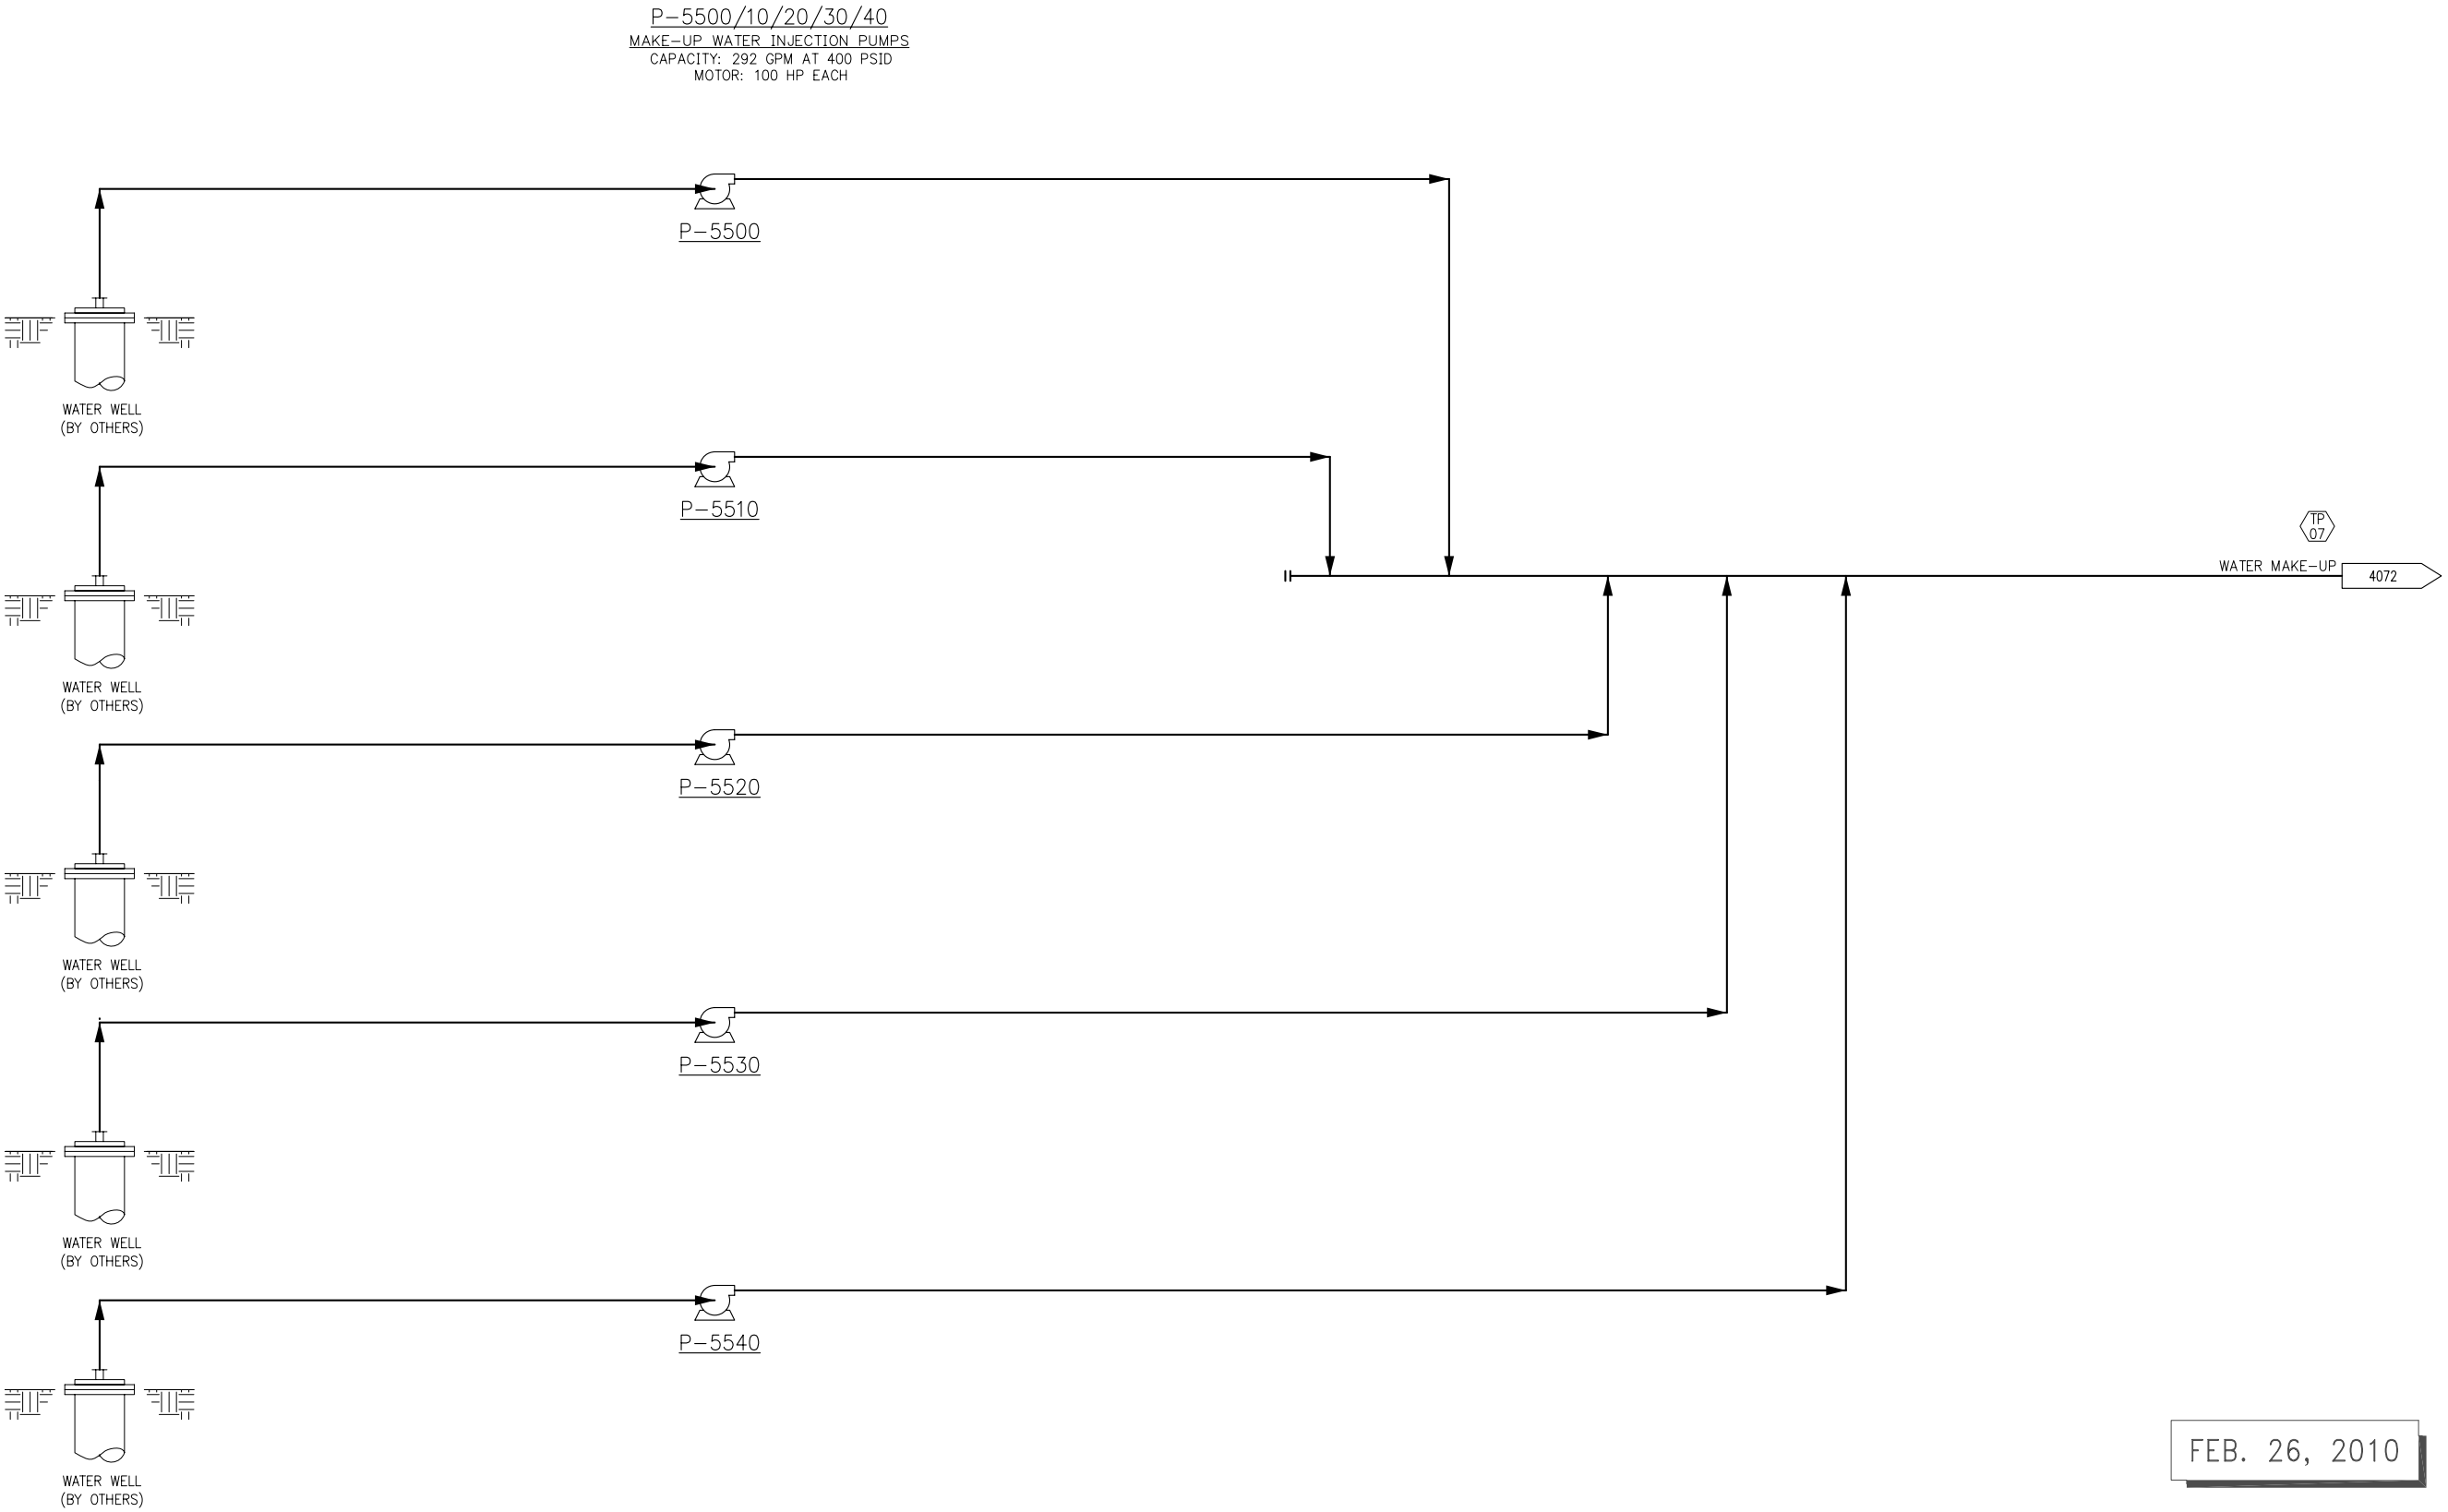 P-5500/10/20/30/40
MAKE-UP WATER INJECTION PUMPS
CAPACITY: 292 GPM AT 400 PSID
MOTOR: 100 HP EACH
P-5500
WATER WELL
(BY OTHERS)
P-5510
TP
07
WATER MAKE-UP
4072
WATER WELL
(BY OTHERS)
P-5520
WATER WELL
(BY OTHERS)
P-5530
WATER WELL
(BY OTHERS)
P-5540
FEB. 26, 2010
WATER WELL
(BY OTHERS)